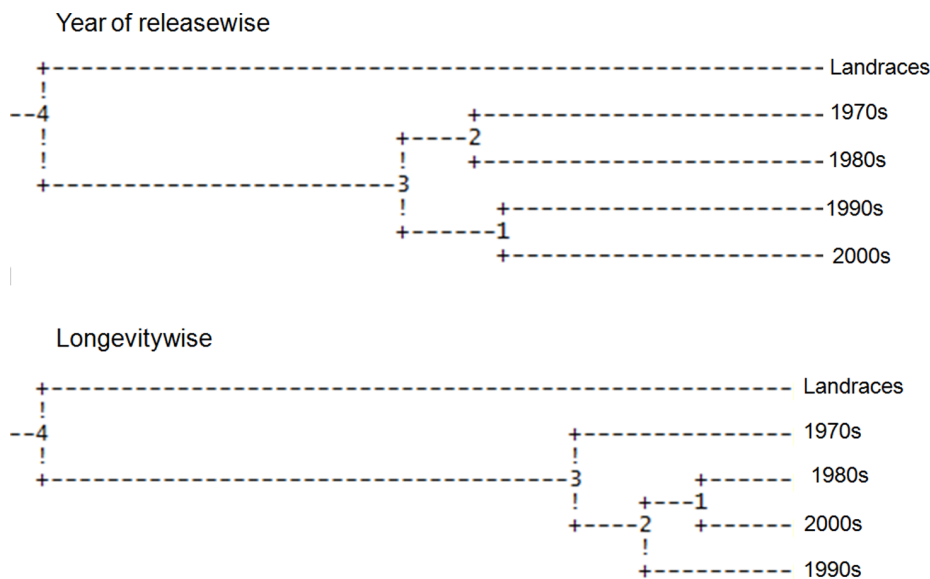 Year of releasewise
+------------------------------------------------------- Landraces
!
--4 +------------------------- 1970s
! +----2
! ! +------------------------- 1980s
+-------------------------3
! +-----------------------1990s
+------1
+----------------------- 2000s
Longevitywise
+----------------------------------------------------- Landraces
!
--4 +--------------- 1970s
! !
+-------------------------------------3 +------ 1980s
! +---1
+----2 +------ 2000s
!
+---------- 1990s